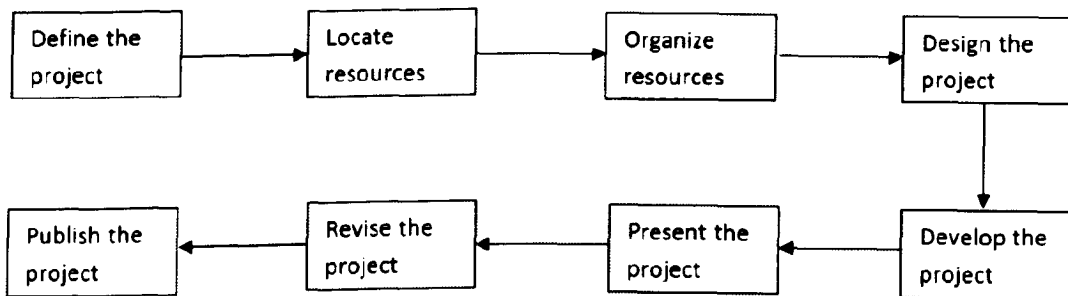 Define the
project
Locate
resources
Organize
resources
Design the
project
Develop the
project
Present the
project
Revise the
project
Publish the
project